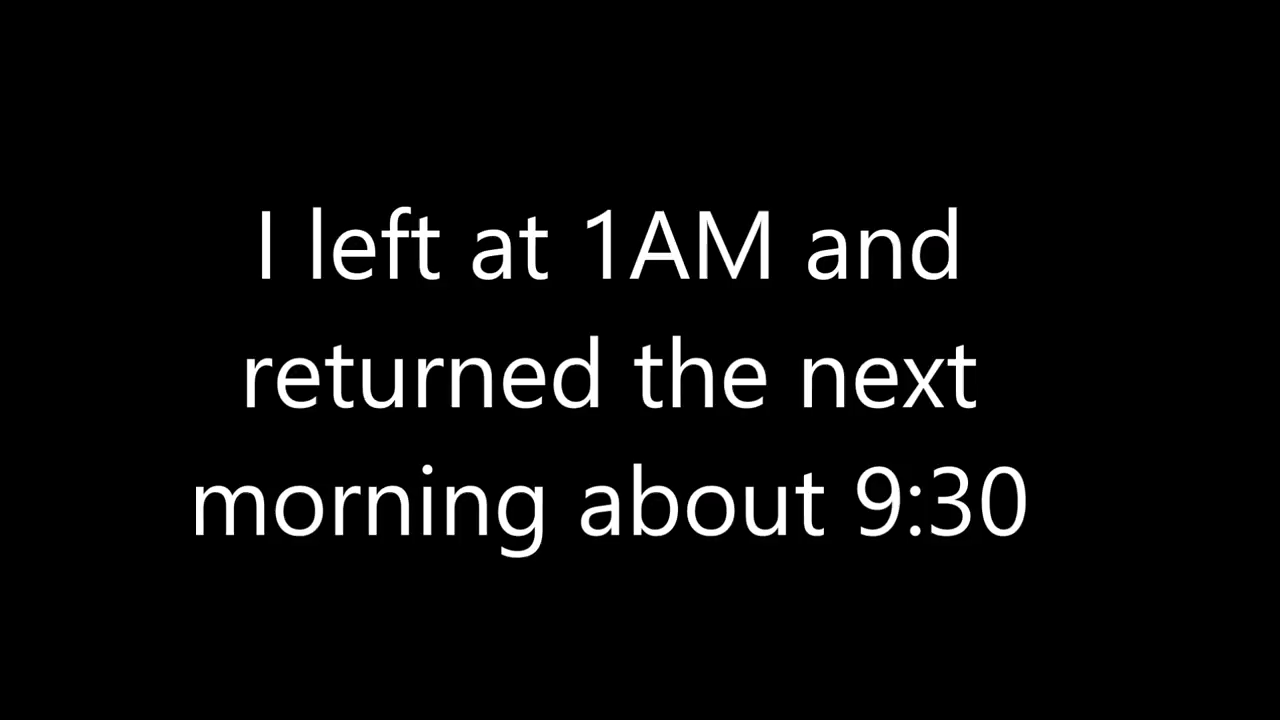 I left at 1AM and
returned the next
morning about 9:30